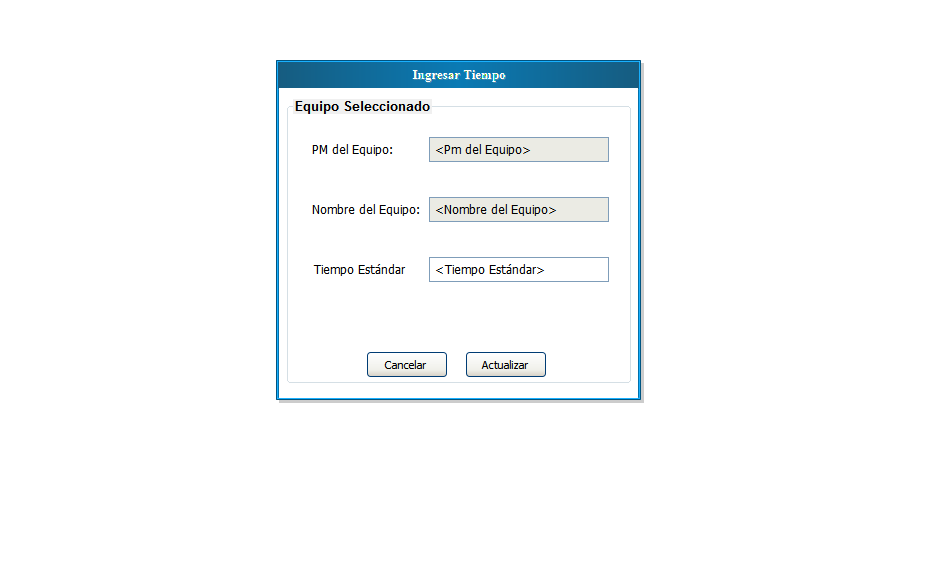 Ingresar Tiempo
Equipo Seleccionado
PM del Equipo: <Pm del Equipo>
Nombre del Equipo: <Nombre del Equipo>
Tiempo Estándar <Tiempo Estándar>
Cancelar Actualizar